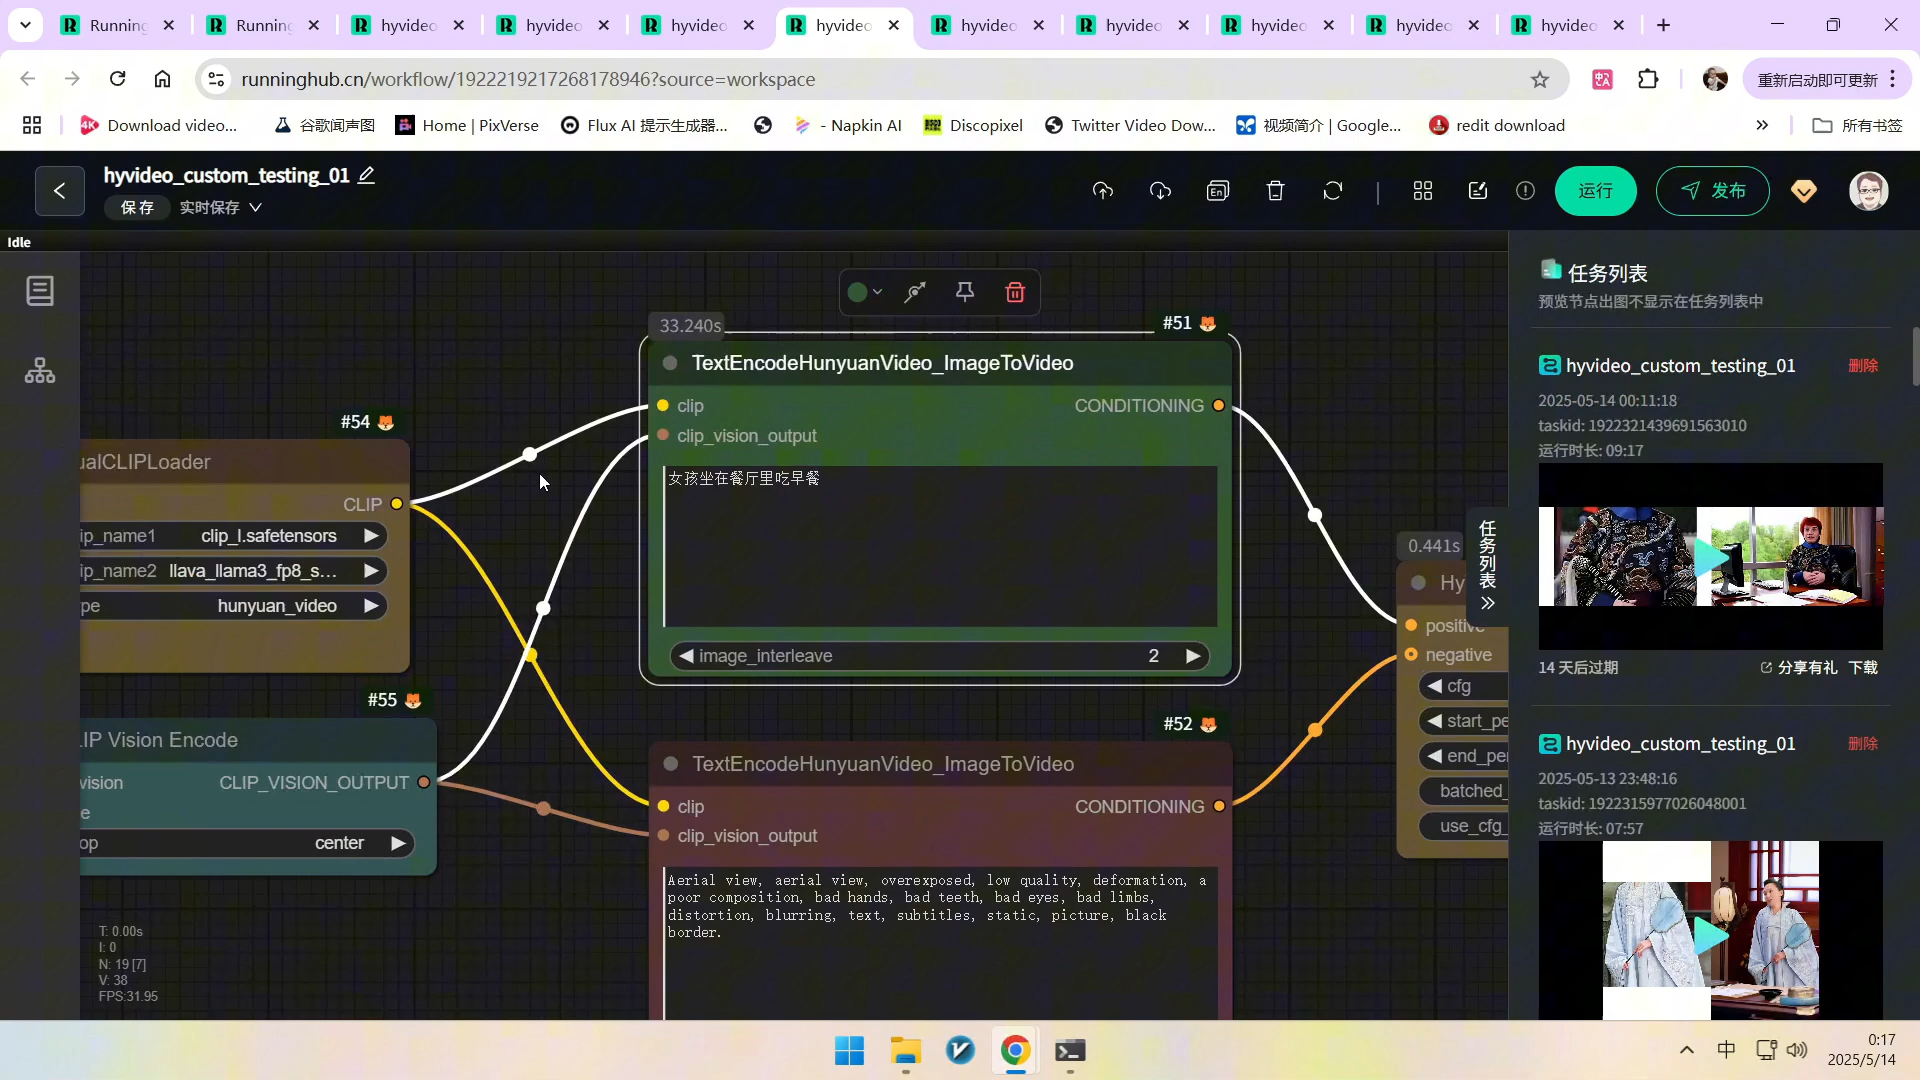 Running
Running
hyvideo
hyvideo
hyvideo
hyvideo
hyvideo
hyvideo
hyvideo
hyvideo
hyvideo
runninghub.cn/workflow/1922219217268178946?source=workspace
重新启动即可更新
Download video...
谷歌闻声图
Home | PixVerse
Flux AI 提示生成器...
- Napkin AI
Discopixel
Twitter Video Dow...
视频简介 | Google...
redit download
所有书签
hyvideo_custom_testing_01
保存
实时保存
En
运行
发布
Idle
任务列表
预览节点出图不显示在任务列表中
33.240s
#51
TextEncodeHunyuanVideo_ImageToVideo
clip
CONDITIONING
clip_vision_output
女孩坐在餐厅里吃早餐
image_interleave
2
#54
ualCLIPLoader
CLIP
ip_name1
clip_l.safetensors
ip_name2
llava_llama3_fp8_s...
pe
hunyuan_video
#55
LIP Vision Encode
vision
CLIP_VISION_OUTPUT
e
op
center
#52
TextEncodeHunyuanVideo_ImageToVideo
clip
CONDITIONING
clip_vision_output
Aerial view, aerial view, overexposed, low quality, deformation, a
poor composition, bad hands, bad teeth, bad eyes, bad limbs,
distortion, blurring, text, subtitles, static, picture, black
border.
0.441s
Hy
positive
negative
cfg
start_pe
end_per
batched_
use_cfg_
任务列表
hyvideo_custom_testing_01
删除
2025-05-14 00:11:18
taskid: 1922321439691563010
运行时长: 09:17
14 天后过期
分享有礼
下载
hyvideo_custom_testing_01
删除
2025-05-13 23:48:16
taskid: 1922315977026048001
运行时长: 07:57
T: 0.00s
I: 0
N: 19 [7]
V: 38
FPS:31.95
中
0:17
2025/5/14